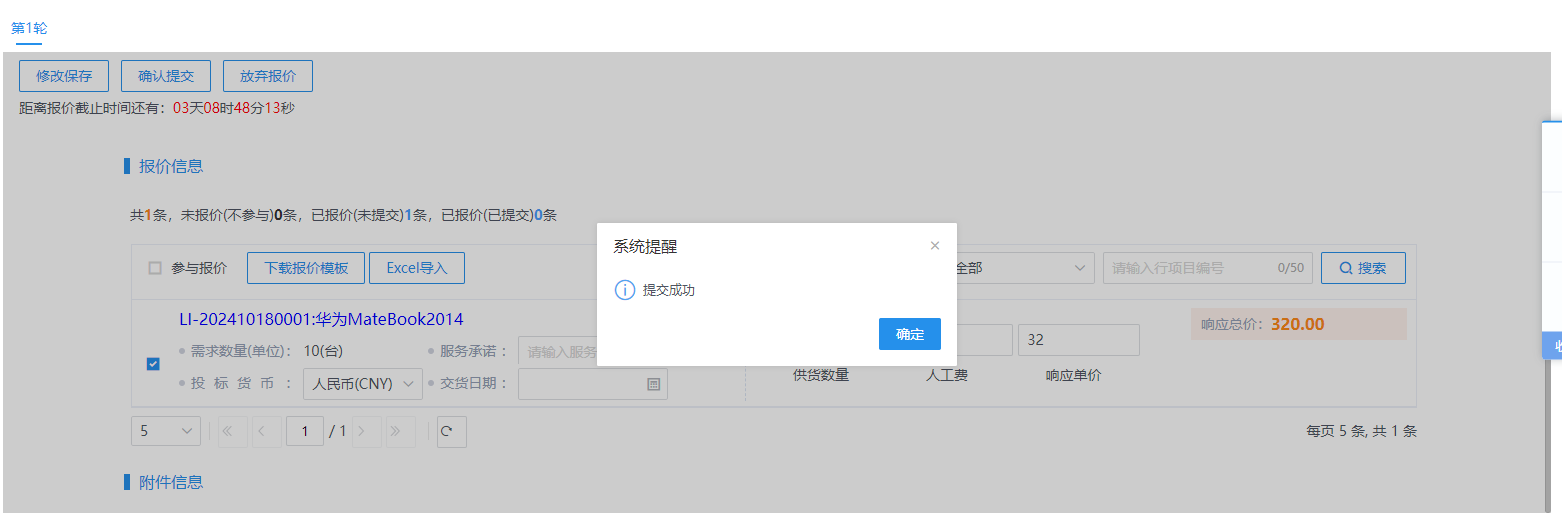 第1轮
修改保存 确认提交 放弃报价
距离报价截止时间还有：03天08时48分13秒
报价信息
共1条，未报价(不参与)0条，已报价(未提交)1条，已报价(已提交)0条
系统提醒
提交成功
确定
参与报价 下载报价模板 Excel导入 全部 请输入行项目编号 0/50 搜索
LI-202410180001:华为MateBook2014
响应总价：320.00
需求数量(单位)： 10(台) 服务承诺： 请输入服务 32
投标货币： 人民币(CNY) 交货日期： 供货数量 人工费 响应单价
5 1 / 1 每页 5 条, 共 1 条
附件信息